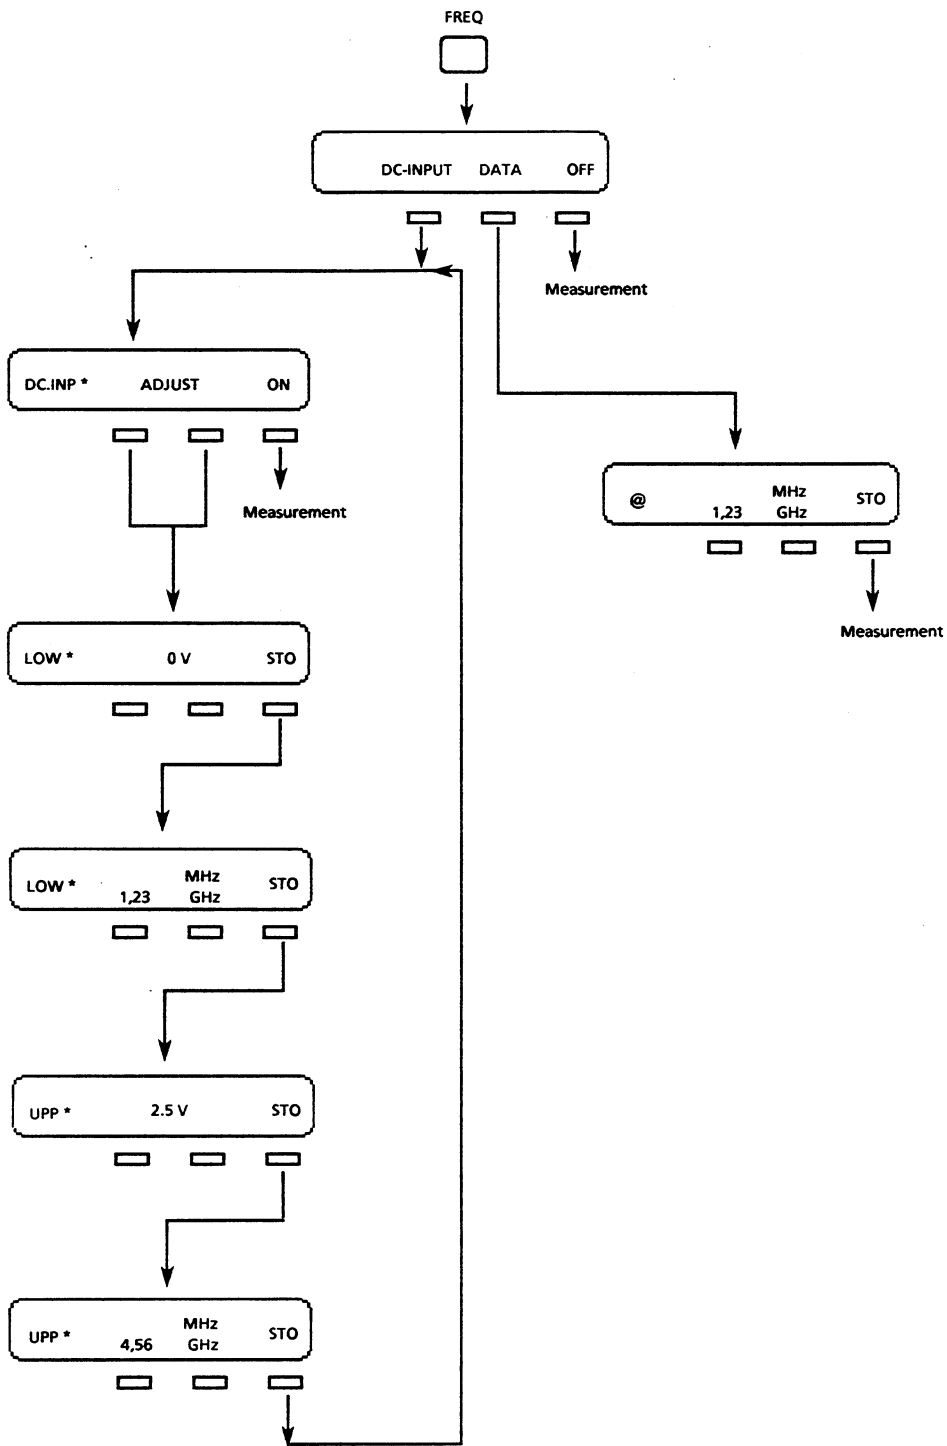 FREQ
DC-INPUT DATA OFF
Measurement
DC.INP * ADJUST ON
Measurement
@ 1,23 MHz GHz STO
Measurement
LOW * 0 V STO
LOW * 1,23 MHz GHz STO
UPP * 2.5 V STO
UPP * 4,56 MHz GHz STO